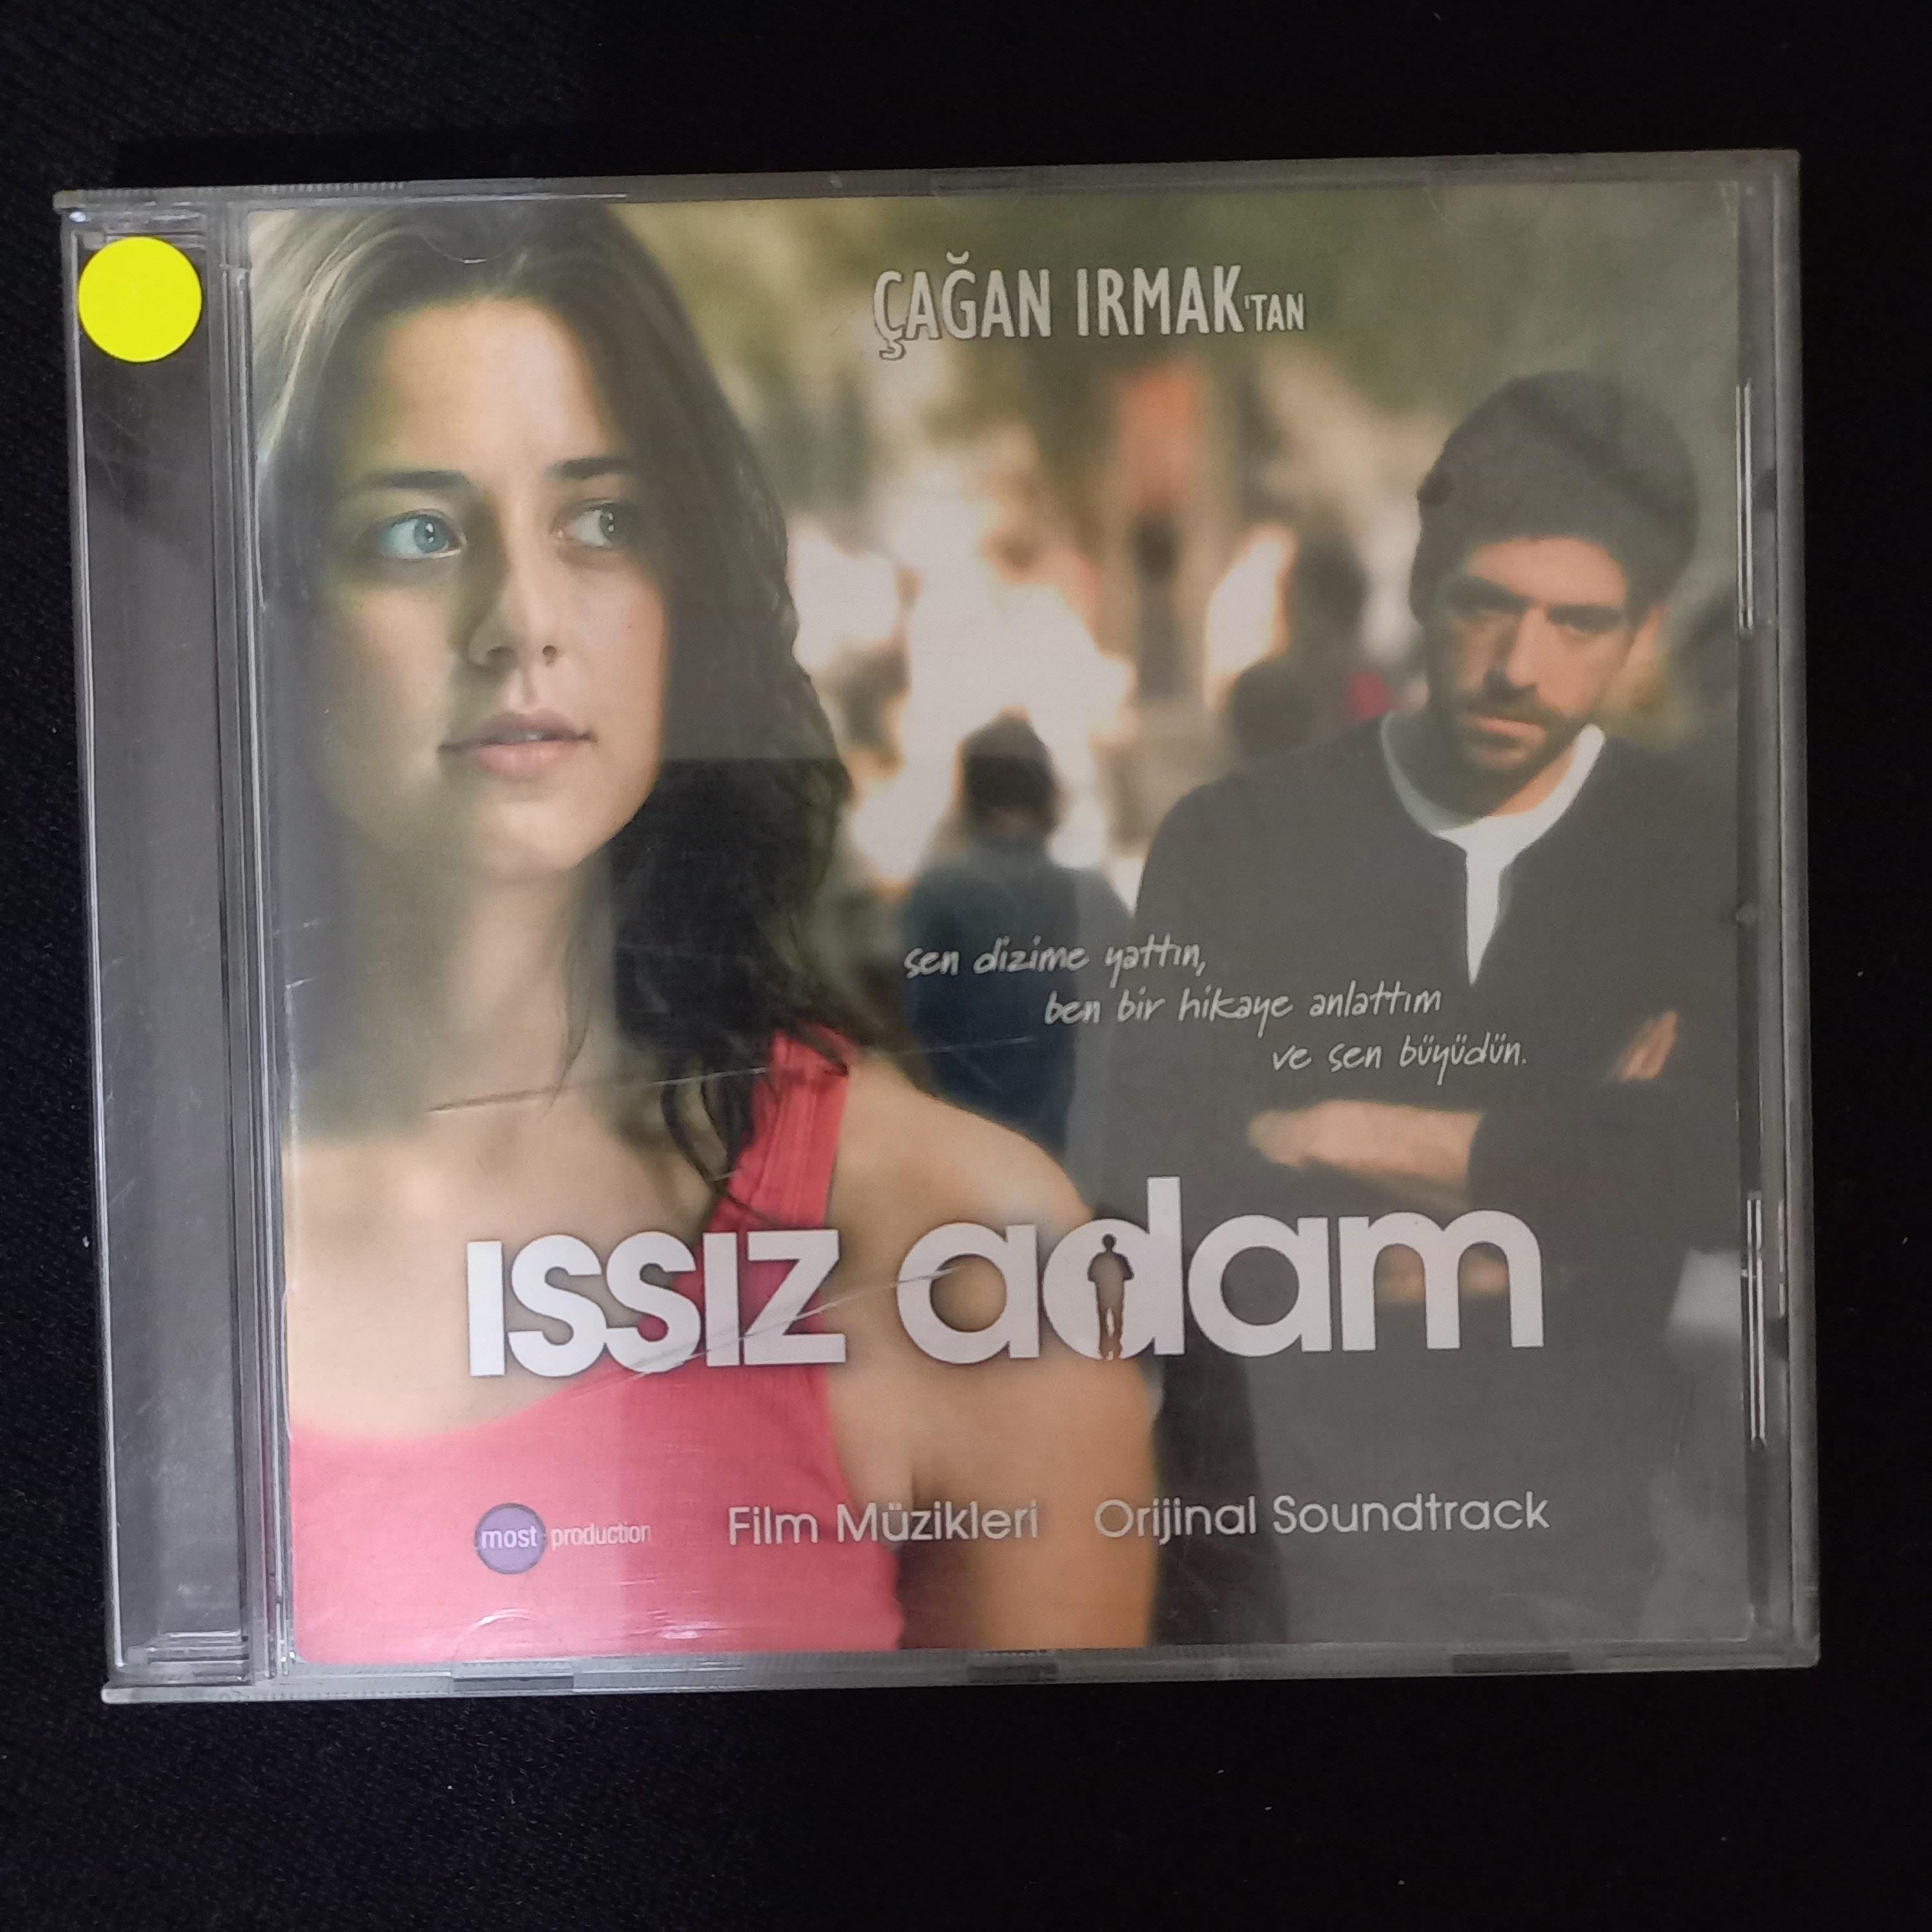 ÇAĞAN IRMAK'TAN
sen dizime yattın,
ben bir hikaye anlattım
ve sen büyüdün.
ıssız adam
most production
Film Müzikleri Orijinal Soundtrack